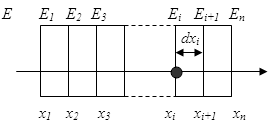 E E₁ E₂ E₃ Eᵢ Eᵢ₊₁ Eₙ
dxᵢ
x₁ x₂ x₃ xᵢ xᵢ₊₁ xₙ